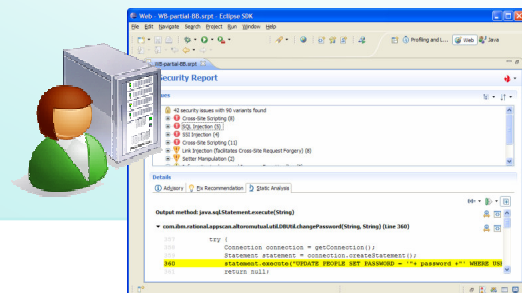 Web - WB-partial-BB.srpt - Eclipse SDK
File Edit Navigate Search Project Run Window Help
Profiling and L... Web Java
WB-partial-BB.srpt
Security Report
ues
42 security issues with 90 variants found
Cross-Site Scripting (8)
SQL Injection (5)
SSI Injection (4)
Cross-Site Scripting (11)
Link Injection (facilitates Cross-Site Request Forgery) (8)
Setter Manipulation (2)
Details
Advisory Fix Recommendation Static Analysis
Output method: java.sql.Statement.execute(String)
com.ibm.rational.appscan.altoromutual.util.DBUtil.changePassword(String, String) (Line 360)
357 try {
358 Connection connection = getConnection();
359 Statement statement = connection.createStatement();
360 statement.execute("UPDATE PEOPLE SET PASSWORD = '"+ password +"' WHERE USE
361 return null;